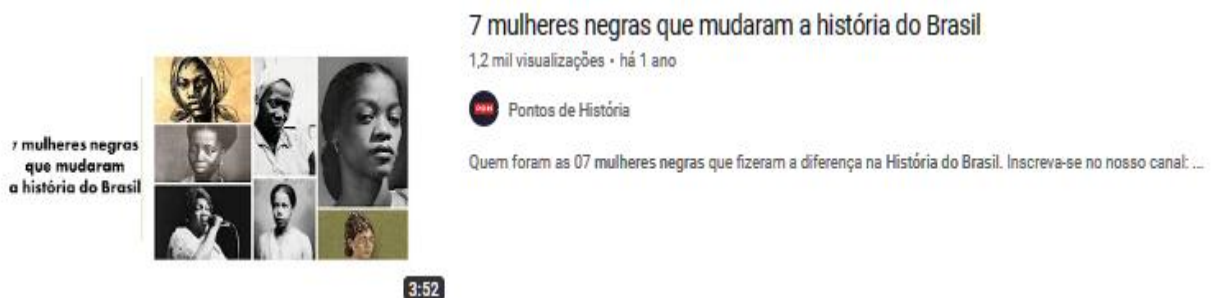 7 mulheres negras que mudaram a história do Brasil
1,2 mil visualizações • há 1 ano
Pontos de História
Quem foram as 07 mulheres negras que fizeram a diferença na História do Brasil. Inscreva-se no nosso canal: ...
7 mulheres negras
que mudaram
a história do Brasil
3:52